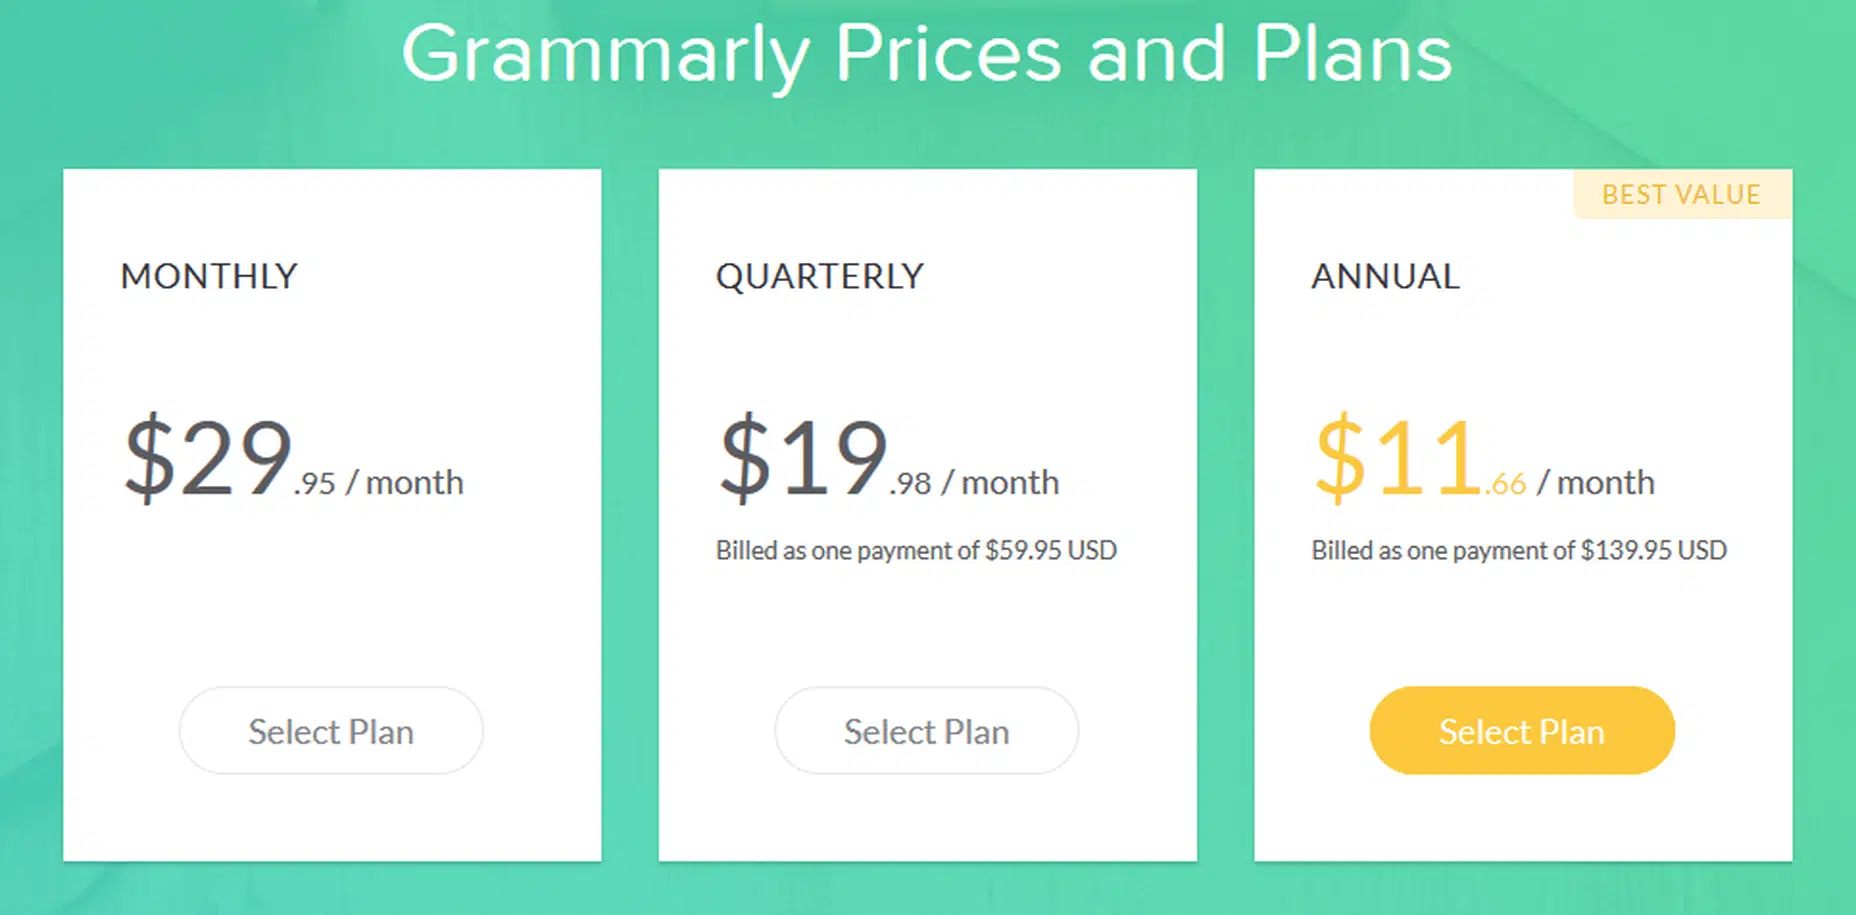 Grammarly Prices and Plans
MONTHLY
$29.95 / month
Select Plan
QUARTERLY
$19.98 / month
Billed as one payment of $59.95 USD
Select Plan
BEST VALUE
ANNUAL
$11.66 / month
Billed as one payment of $139.95 USD
Select Plan